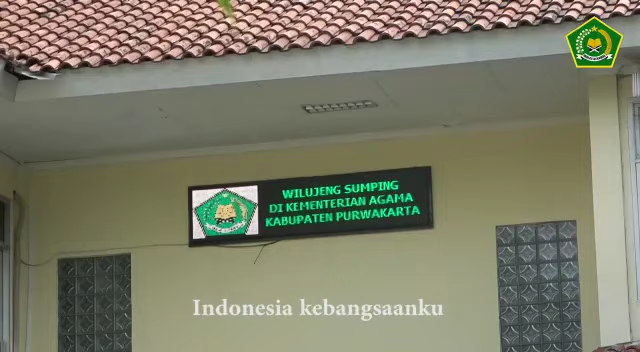 WILUJENG SUMPING
DI KEMENTERIAN AGAMA
KABUPATEN PURWAKARTA
Indonesia kebangsaanku